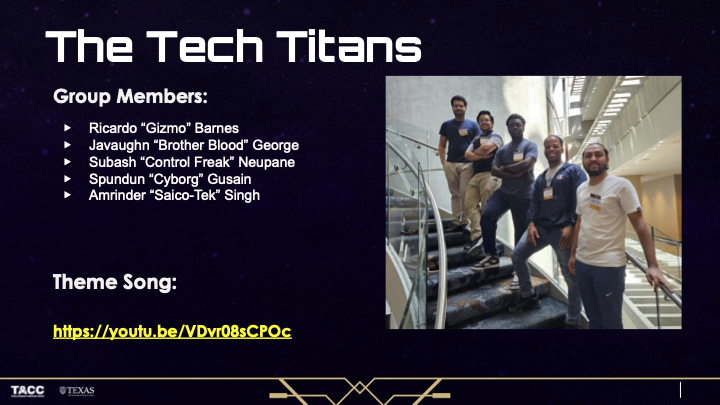 The Tech Titans
Group Members:
Ricardo “Gizmo” Barnes
Javaughn “Brother Blood” George
Subash “Control Freak” Neupane
Spundun “Cyborg” Gusain
Amrinder “Saico-Tek” Singh
Theme Song:
https://youtu.be/VDvr08sCPOc
TACC
TEXAS